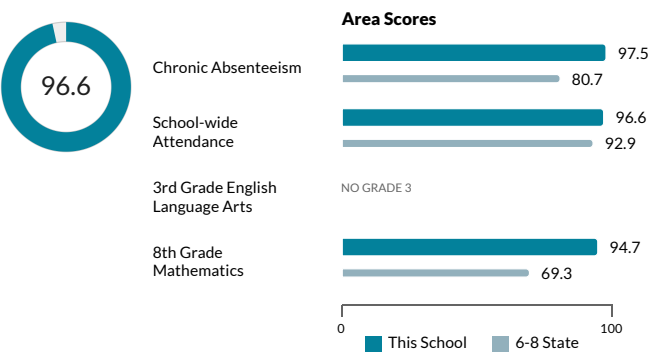 Area Scores
96.6
Chronic Absenteeism
97.5
80.7
School-wide
Attendance
96.6
92.9
3rd Grade English
Language Arts
NO GRADE 3
8th Grade
Mathematics
94.7
69.3
0 100
This School 6-8 State